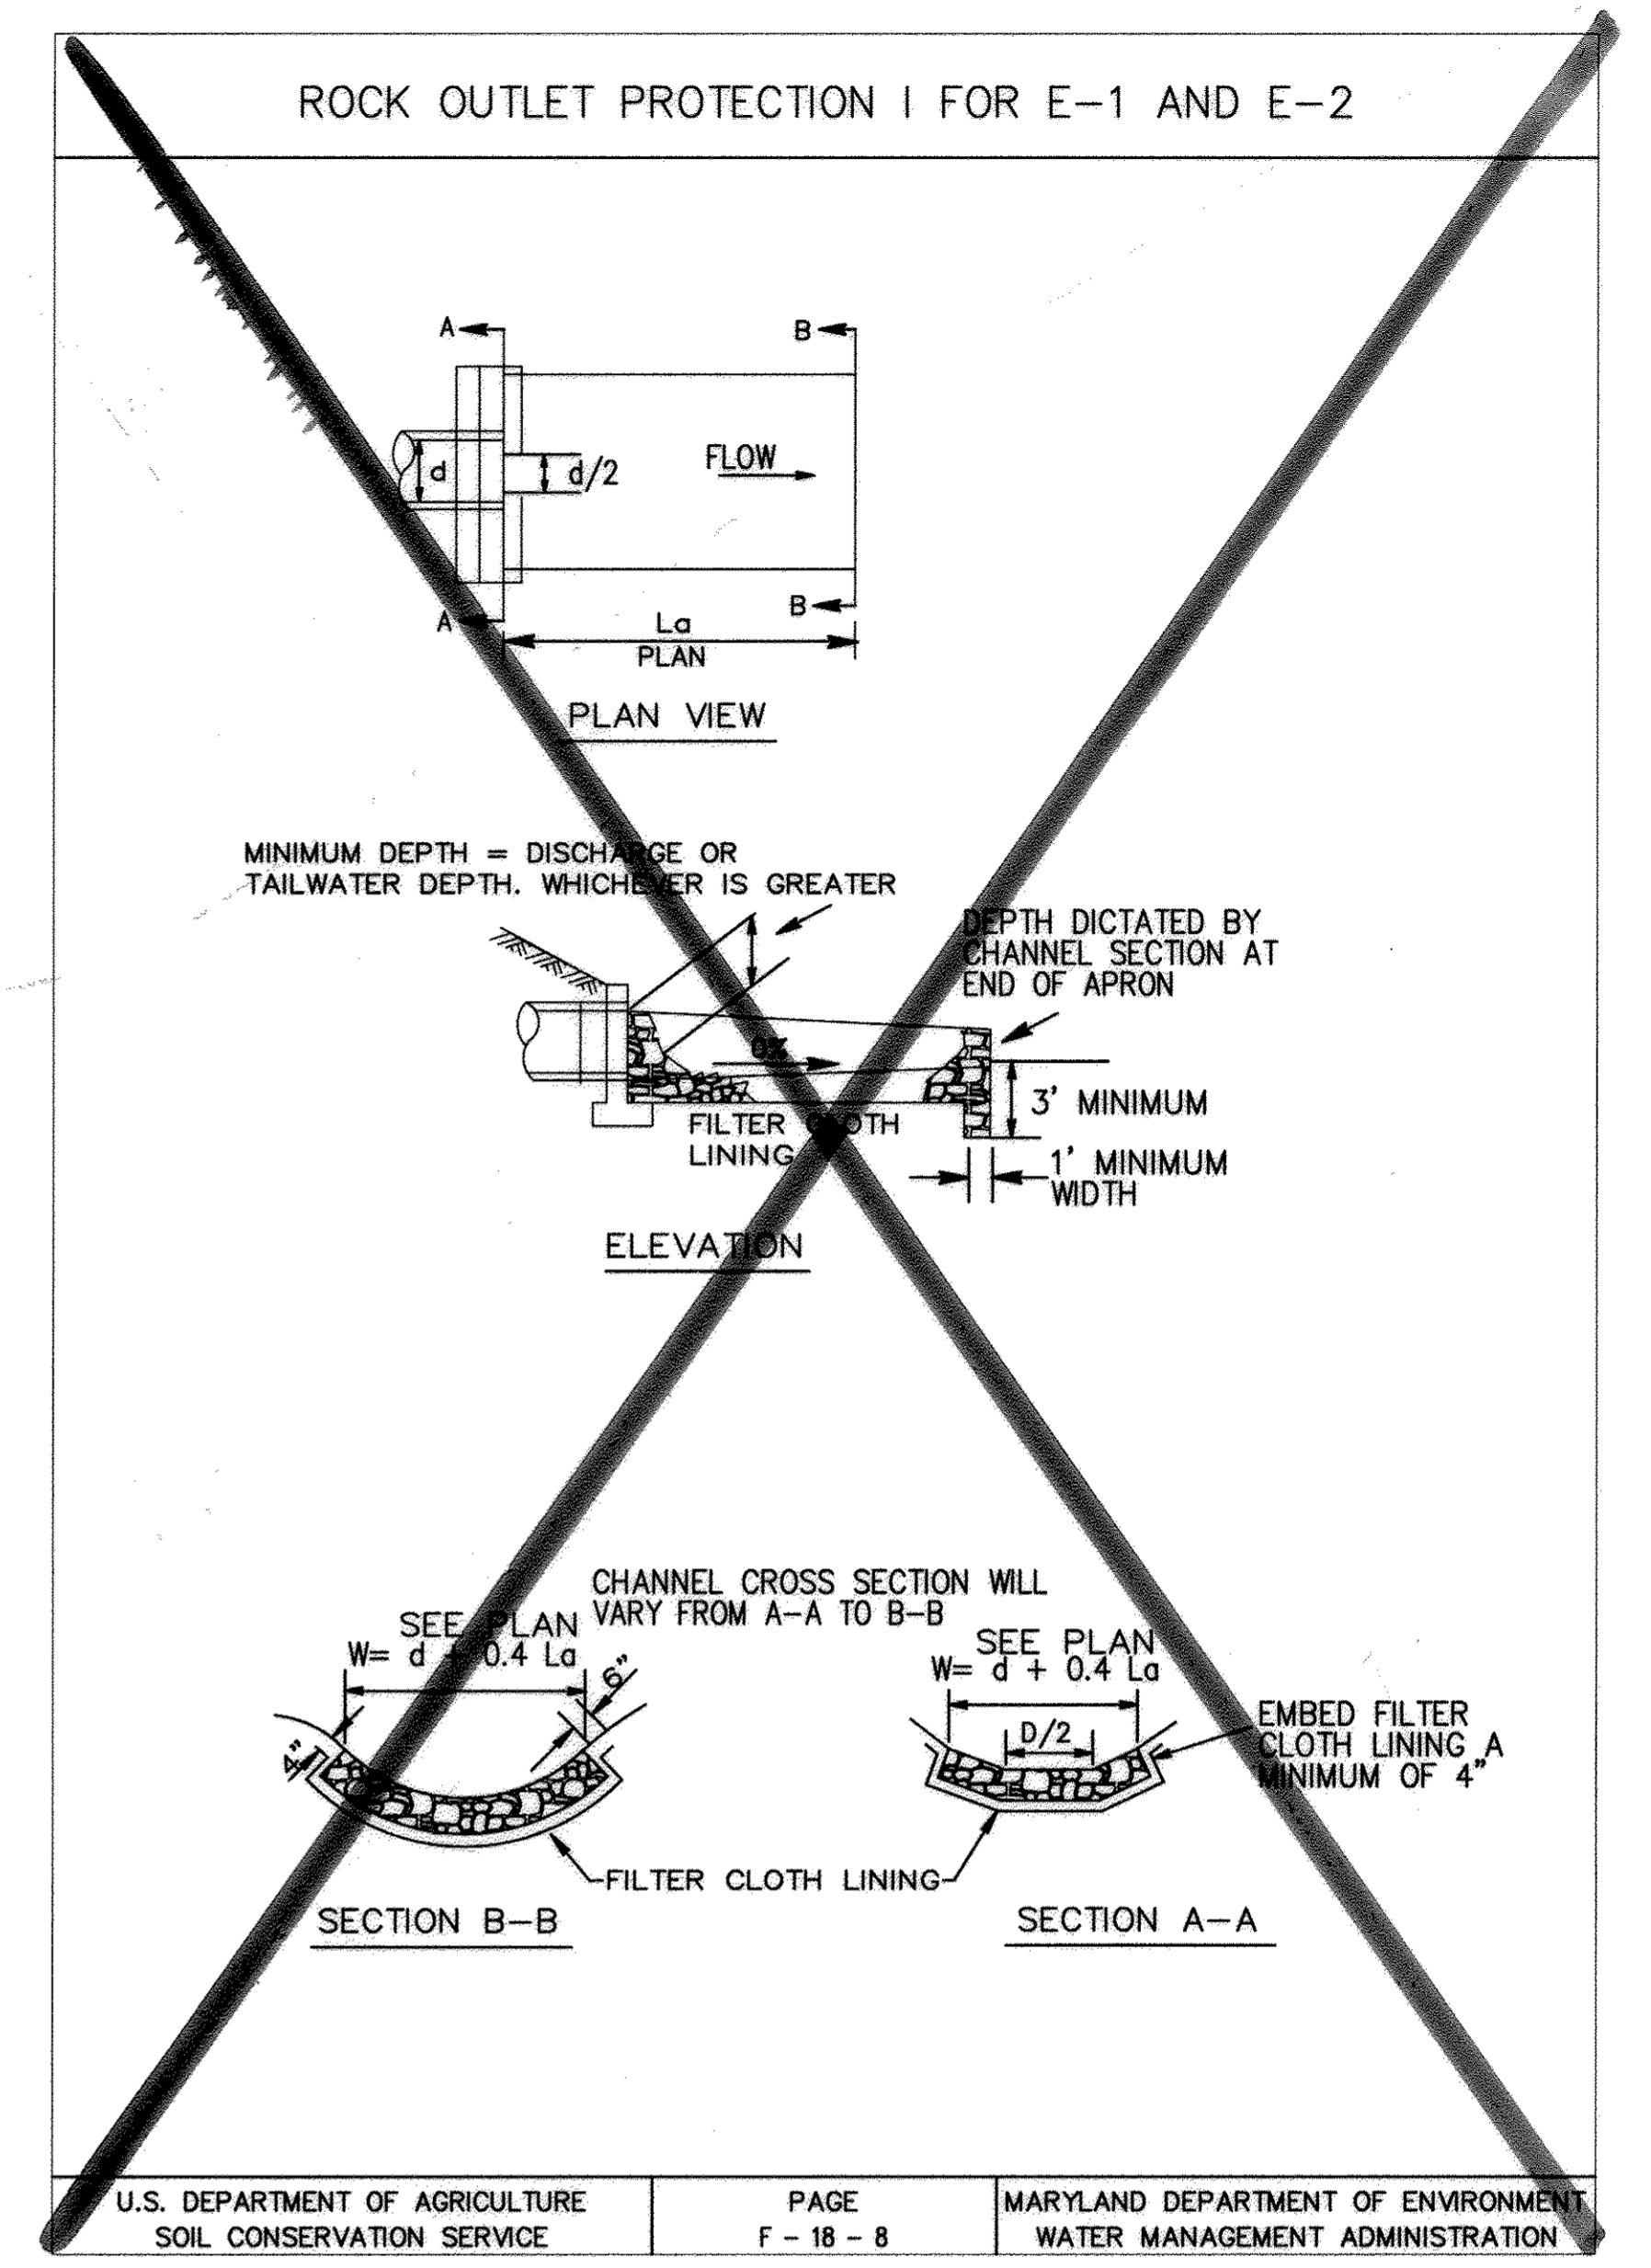 ROCK OUTLET PROTECTION I FOR E-1 AND E-2
A
B
d
d/2
FLOW
A
B
La
PLAN
PLAN VIEW
MINIMUM DEPTH = DISCHARGE OR
TAILWATER DEPTH. WHICHEVER IS GREATER
DEPTH DICTATED BY
CHANNEL SECTION AT
END OF APRON
0%
3' MINIMUM
FILTER CLOTH
LINING
1' MINIMUM
WIDTH
ELEVATION
CHANNEL CROSS SECTION WILL
VARY FROM A-A TO B-B
SEE PLAN
W= d + 0.4 La
6"
4"
SEE PLAN
W= d + 0.4 La
D/2
EMBED FILTER
CLOTH LINING A
MINIMUM OF 4"
FILTER CLOTH LINING
SECTION B-B
SECTION A-A
U.S. DEPARTMENT OF AGRICULTURE
SOIL CONSERVATION SERVICE
PAGE
F - 18 - 8
MARYLAND DEPARTMENT OF ENVIRONMENT
WATER MANAGEMENT ADMINISTRATION